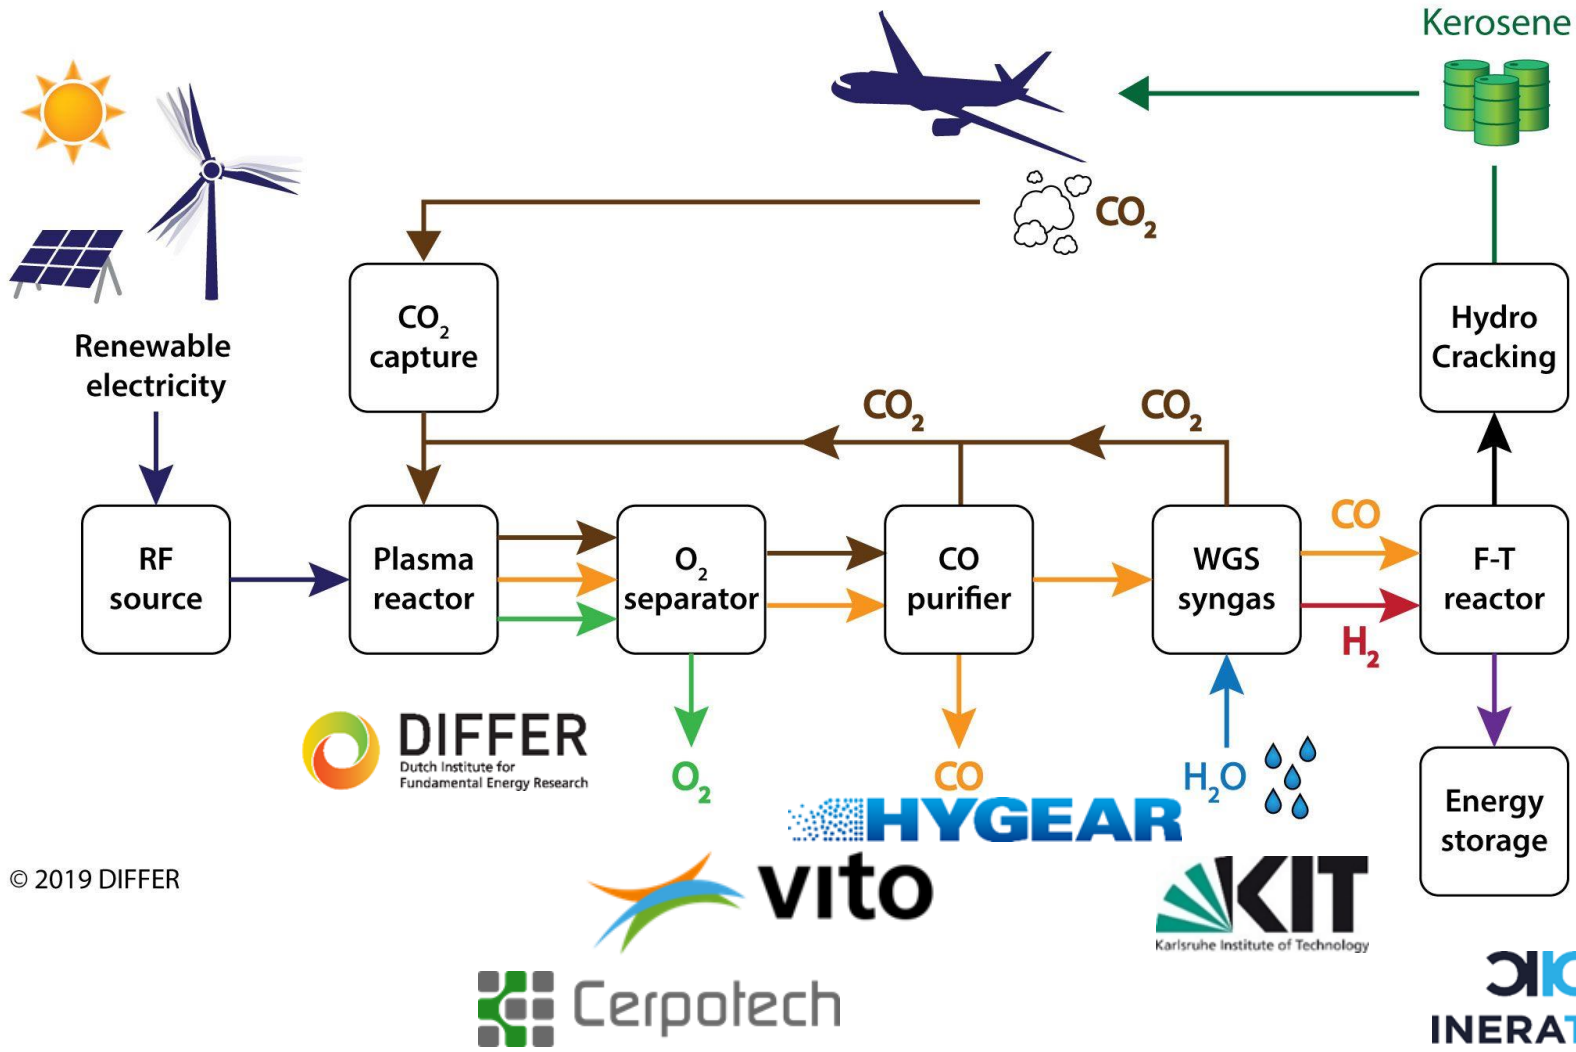 Kerosene
CO2
Renewable
electricity
CO2
capture
Hydro
Cracking
CO2
CO2
RF
source
Plasma
reactor
O2
separator
CO
purifier
WGS
syngas
CO
H2
F-T
reactor
DIFFER
Dutch Institute for
Fundamental Energy Research
O2
CO
H2O
HYGEAR
Energy
storage
© 2019 DIFFER
vito
KIT
Karlsruhe Institute of Technology
Cerpotech